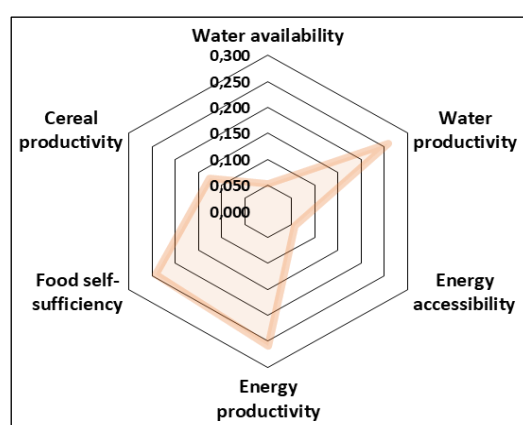 Water availability
0,300
0,250
0,200
0,150
0,100
0,050
0,000
Cereal
productivity
Water
productivity
Food self-
sufficiency
Energy
accessibility
Energy
productivity